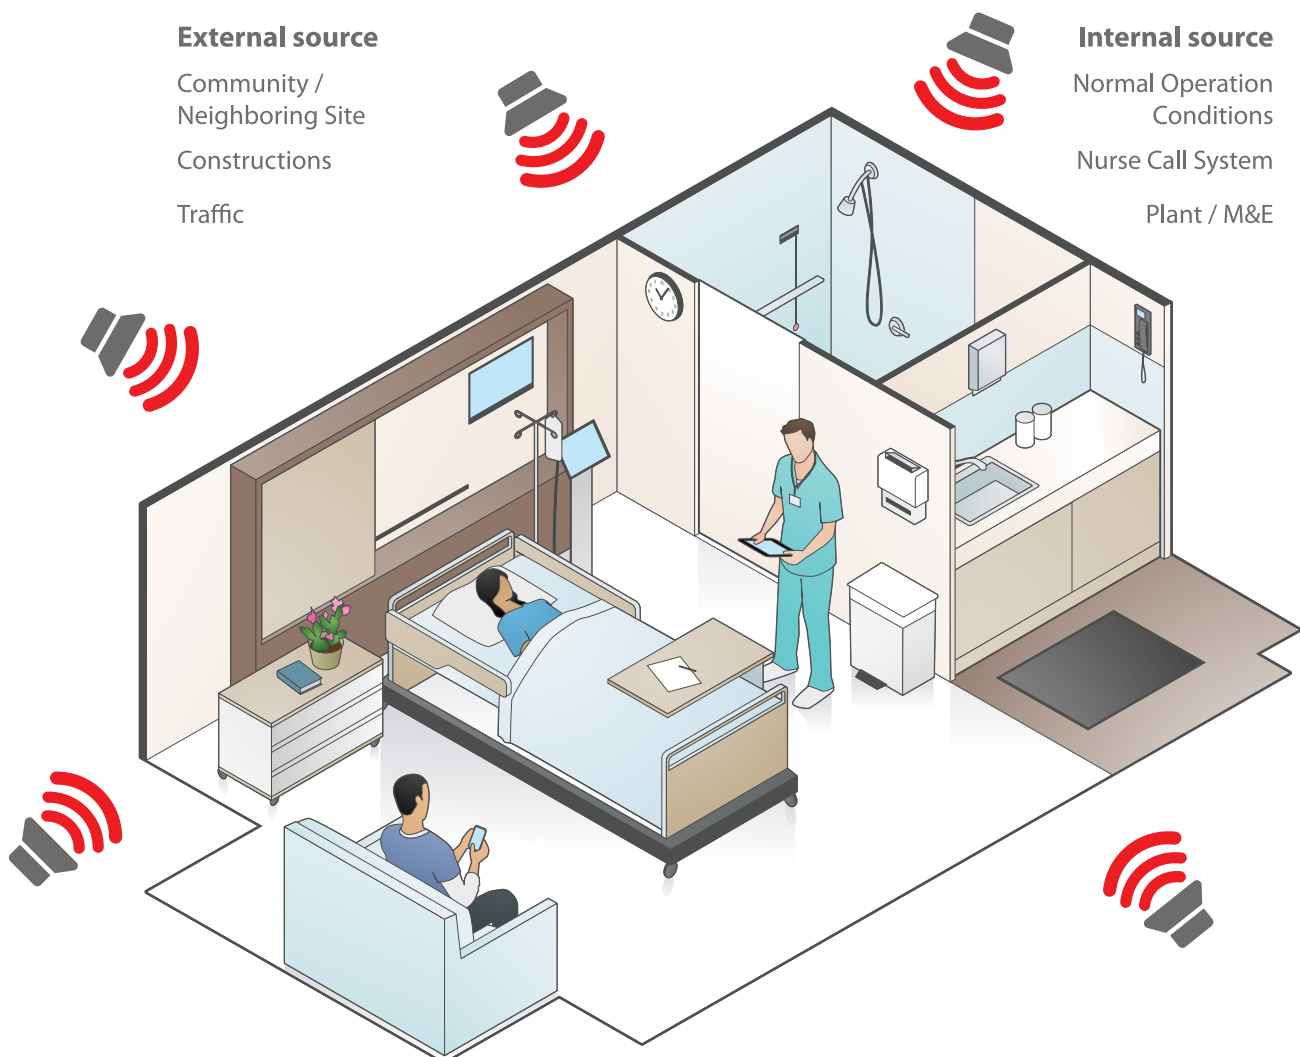 External source
Community /
Neighboring Site
Constructions
Traffic
Internal source
Normal Operation
Conditions
Nurse Call System
Plant / M&E